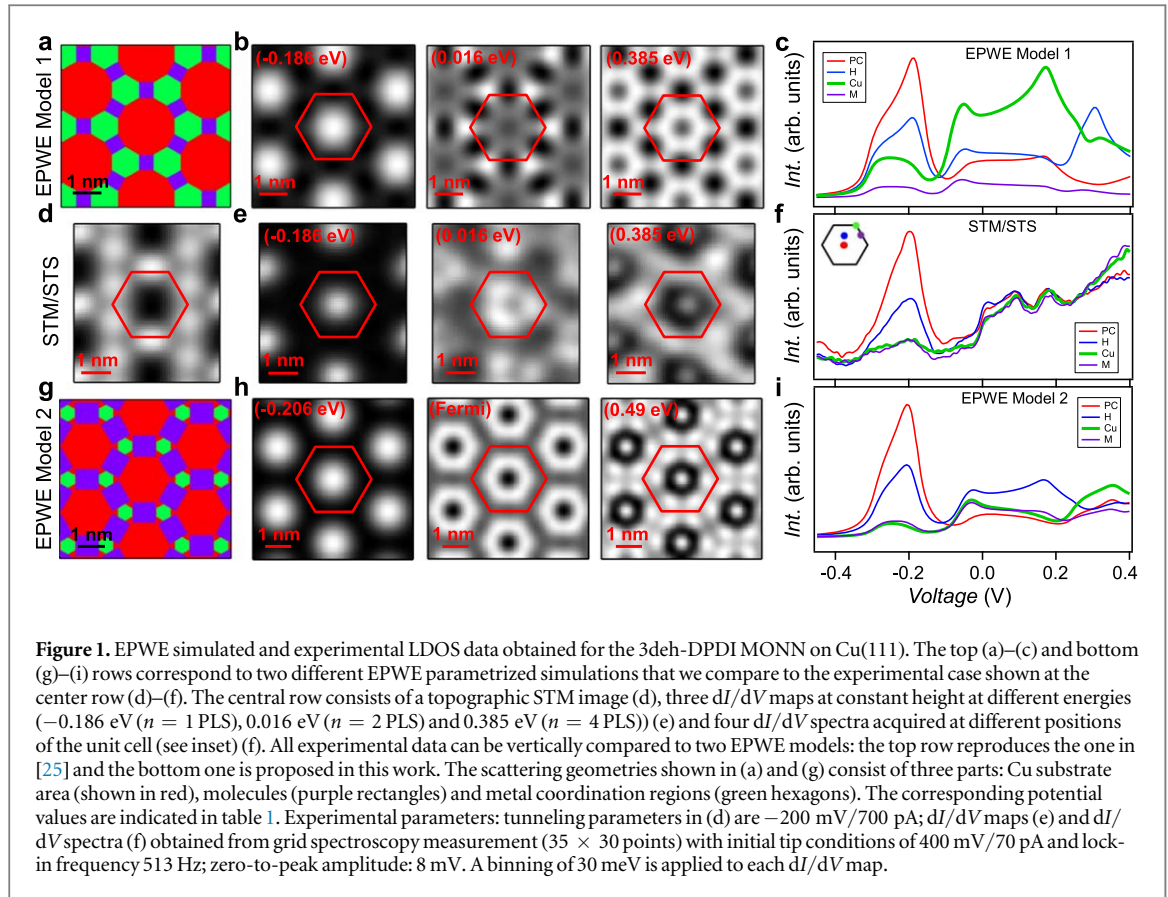 a
b
c
EPWE Model 1
1 nm
(-0.186 eV)
1 nm
(0.016 eV)
1 nm
(0.385 eV)
1 nm
EPWE Model 1
PC
H
Cu
M
Int. (arb. units)
d
e
f
STM/STS
1 nm
(-0.186 eV)
1 nm
(0.016 eV)
1 nm
(0.385 eV)
1 nm
STM/STS
PC
H
Cu
M
Int. (arb. units)
g
h
i
EPWE Model 2
1 nm
(-0.206 eV)
1 nm
(Fermi)
1 nm
(0.49 eV)
1 nm
EPWE Model 2
PC
H
Cu
M
Int. (arb. units)
-0.4 -0.2 0.0 0.2 0.4
Voltage (V)
Figure 1. EPWE simulated and experimental LDOS data obtained for the 3deh-DPDI MONN on Cu(111). The top (a)–(c) and bottom
(g)–(i) rows correspond to two different EPWE parametrized simulations that we compare to the experimental case shown at the
center row (d)–(f). The central row consists of a topographic STM image (d), three dI/dV maps at constant height at different energies
(−0.186 eV (n = 1 PLS), 0.016 eV (n = 2 PLS) and 0.385 eV (n = 4 PLS)) (e) and four dI/dV spectra acquired at different positions
of the unit cell (see inset) (f). All experimental data can be vertically compared to two EPWE models: the top row reproduces the one in
[25] and the bottom one is proposed in this work. The scattering geometries shown in (a) and (g) consist of three parts: Cu substrate
area (shown in red), molecules (purple rectangles) and metal coordination regions (green hexagons). The corresponding potential
values are indicated in table 1. Experimental parameters: tunneling parameters in (d) are −200 mV/700 pA; dI/dV maps (e) and dI/
dV spectra (f) obtained from grid spectroscopy measurement (35 × 30 points) with initial tip conditions of 400 mV/70 pA and lock-
in frequency 513 Hz; zero-to-peak amplitude: 8 mV. A binning of 30 meV is applied to each dI/dV map.